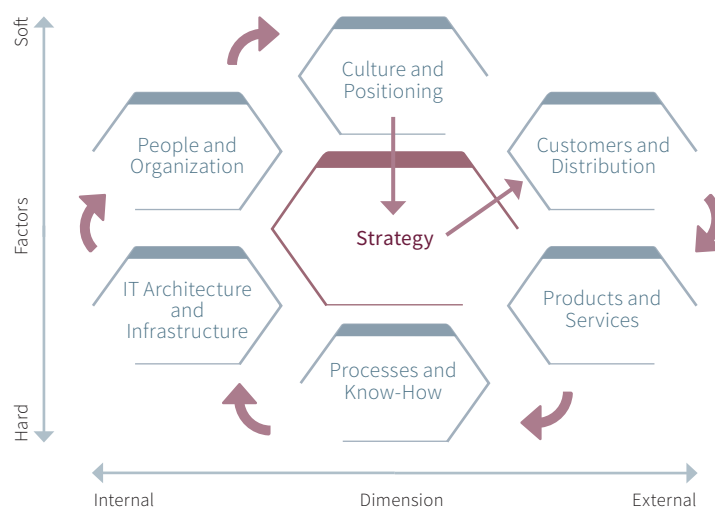 Soft
Culture and
Positioning
People and
Organization
Customers and
Distribution
Factors
Strategy
IT Architecture
and
Infrastructure
Products and
Services
Processes and
Know-How
Hard
Internal
Dimension
External